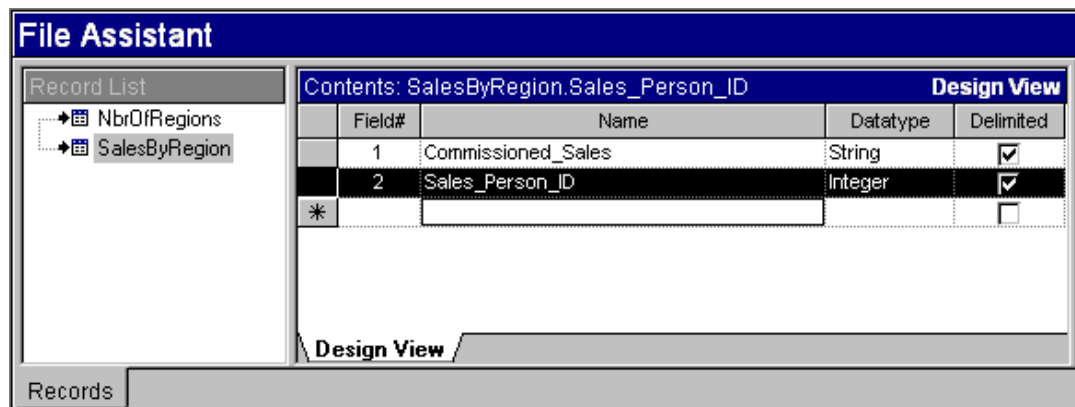 File Assistant
Record List
NbrOfRegions
SalesByRegion
Contents: SalesByRegion.Sales_Person_ID Design View
Field# Name Datatype Delimited
1 Commissioned_Sales String
2 Sales_Person_ID Integer
Design View
Records